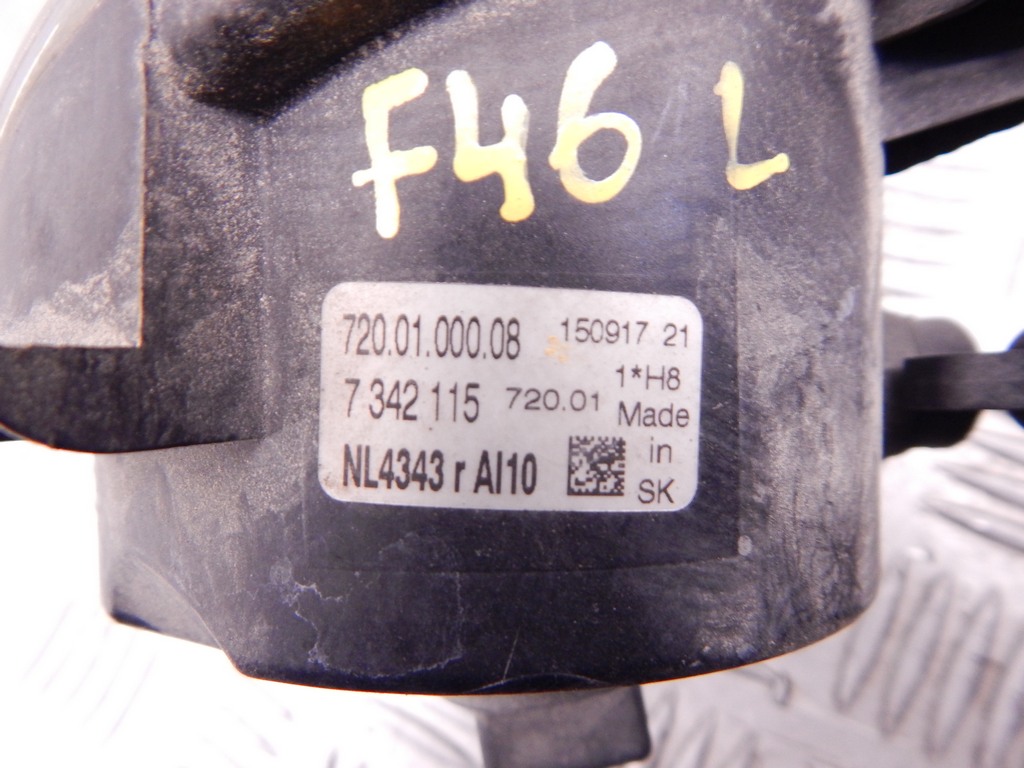 F46 L
720.01.000.08 150917 21
1*H8
7 342 115 720.01 Made
in
NL4343 r Al10
SK